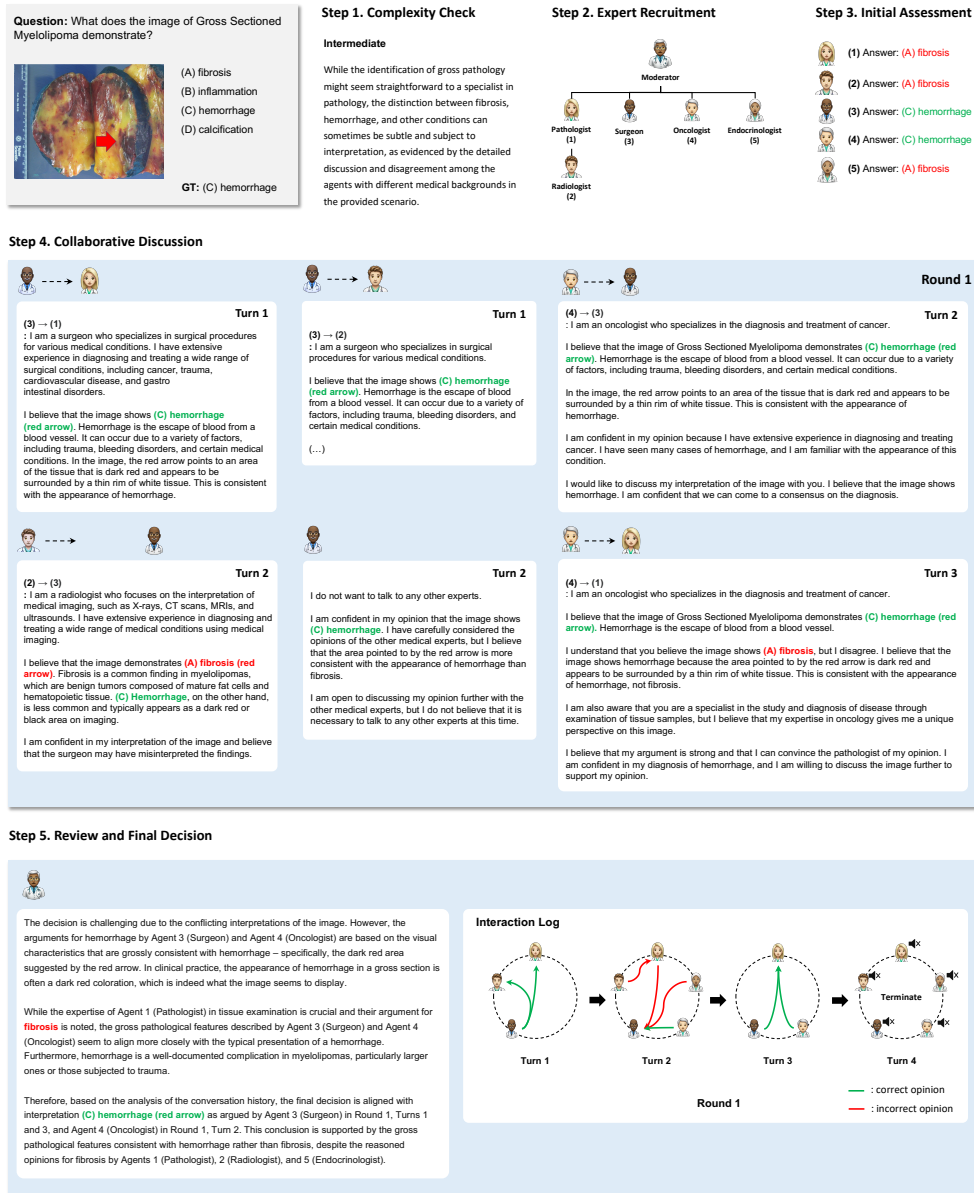 Question: What does the image of Gross Sectioned
Myelolipoma demonstrate?
(A) fibrosis
(B) inflammation
(C) hemorrhage
(D) calcification
GT: (C) hemorrhage
Step 1. Complexity Check
Intermediate
While the identification of gross pathology
might seem straightforward to a specialist in
pathology, the distinction between fibrosis,
hemorrhage, and other conditions can
sometimes be subtle and subject to
interpretation, as evidenced by the detailed
discussion and disagreement among the
agents with different medical backgrounds in
the provided scenario.
Step 2. Expert Recruitment
Moderator
Pathologist
(1)
Surgeon
(3)
Oncologist
(4)
Endocrinologist
(5)
Radiologist
(2)
Step 3. Initial Assessment
(1) Answer: (A) fibrosis
(2) Answer: (A) fibrosis
(3) Answer: (C) hemorrhage
(4) Answer: (C) hemorrhage
(5) Answer: (A) fibrosis
Step 4. Collaborative Discussion
Round 1
Turn 1
(3) → (1)
: I am a surgeon who specializes in surgical procedures
for various medical conditions. I have extensive
experience in diagnosing and treating a wide range of
surgical conditions, including cancer, trauma,
cardiovascular disease, and gastro
intestinal disorders.
I believe that the image shows (C) hemorrhage
(red arrow). Hemorrhage is the escape of blood from a
blood vessel. It can occur due to a variety of factors,
including trauma, bleeding disorders, and certain medical
conditions. In the image, the red arrow points to an area
of the tissue that is dark red and appears to be
surrounded by a thin rim of white tissue. This is consistent
with the appearance of hemorrhage.
Turn 1
(3) → (2)
: I am a surgeon who specializes in surgical
procedures for various medical conditions.
I believe that the image shows (C) hemorrhage
(red arrow). Hemorrhage is the escape of blood
from a blood vessel. It can occur due to a variety of
factors, including trauma, bleeding disorders, and
certain medical conditions.
(...)
Turn 2
(4) → (3)
: I am an oncologist who specializes in the diagnosis and treatment of cancer.
I believe that the image of Gross Sectioned Myelolipoma demonstrates (C) hemorrhage (red
arrow). Hemorrhage is the escape of blood from a blood vessel. It can occur due to a variety
of factors, including trauma, bleeding disorders, and certain medical conditions.
In the image, the red arrow points to an area of the tissue that is dark red and appears to be
surrounded by a thin rim of white tissue. This is consistent with the appearance of
hemorrhage.
I am confident in my opinion because I have extensive experience in diagnosing and treating
cancer. I have seen many cases of hemorrhage, and I am familiar with the appearance of this
condition.
I would like to discuss my interpretation of the image with you. I believe that the image shows
hemorrhage. I am confident that we can come to a consensus on the diagnosis.
Turn 2
(2) → (3)
: I am a radiologist who focuses on the interpretation of
medical imaging, such as X-rays, CT scans, MRIs, and
ultrasounds. I have extensive experience in diagnosing and
treating a wide range of medical conditions using medical
imaging.
I believe that the image demonstrates (A) fibrosis (red
arrow). Fibrosis is a common finding in myelolipomas,
which are benign tumors composed of mature fat cells and
hematopoietic tissue. (C) Hemorrhage, on the other hand,
is less common and typically appears as a dark red or
black area on imaging.
I am confident in my interpretation of the image and believe
that the surgeon may have misinterpreted the findings.
Turn 2
I do not want to talk to any other experts.
I am confident in my opinion that the image shows
(C) hemorrhage. I have carefully considered the
opinions of the other medical experts, but I believe
that the area pointed to by the red arrow is more
consistent with the appearance of hemorrhage than
fibrosis.
I am open to discussing my opinion further with the
other medical experts, but I do not believe that it is
necessary to talk to any other experts at this time.
Turn 3
(4) → (1)
: I am an oncologist who specializes in the diagnosis and treatment of cancer.
I believe that the image of Gross Sectioned Myelolipoma demonstrates (C) hemorrhage (red
arrow). Hemorrhage is the escape of blood from a blood vessel.
I understand that you believe the image shows (A) fibrosis, but I disagree. I believe that the
image shows hemorrhage because the area pointed to by the red arrow is dark red and
appears to be surrounded by a thin rim of white tissue. This is consistent with the appearance
of hemorrhage, not fibrosis.
I am also aware that you are a specialist in the study and diagnosis of disease through
examination of tissue samples, but I believe that my expertise in oncology gives me a unique
perspective on this image.
I believe that my argument is strong and that I can convince the pathologist of my opinion. I
am confident in my diagnosis of hemorrhage, and I am willing to discuss the image further to
support my opinion.
Step 5. Review and Final Decision
The decision is challenging due to the conflicting interpretations of the image. However, the
arguments for hemorrhage by Agent 3 (Surgeon) and Agent 4 (Oncologist) are based on the visual
characteristics that are grossly consistent with hemorrhage – specifically, the dark red area
suggested by the red arrow. In clinical practice, the appearance of hemorrhage in a gross section is
often a dark red coloration, which is indeed what the image seems to display.
While the expertise of Agent 1 (Pathologist) in tissue examination is crucial and their argument for
fibrosis is noted, the gross pathological features described by Agent 3 (Surgeon) and Agent 4
(Oncologist) seem to align more closely with the typical presentation of a hemorrhage.
Furthermore, hemorrhage is a well-documented complication in myelolipomas, particularly larger
ones or those subjected to trauma.
Therefore, based on the analysis of the conversation history, the final decision is aligned with
interpretation (C) hemorrhage (red arrow) as argued by Agent 3 (Surgeon) in Round 1, Turns 1
and 3, and Agent 4 (Oncologist) in Round 1, Turn 2. This conclusion is supported by the gross
pathological features consistent with hemorrhage rather than fibrosis, despite the reasoned
opinions for fibrosis by Agents 1 (Pathologist), 2 (Radiologist), and 5 (Endocrinologist).
Interaction Log
Terminate
Turn 1
Turn 2
Turn 3
Turn 4
Round 1
: correct opinion
: incorrect opinion